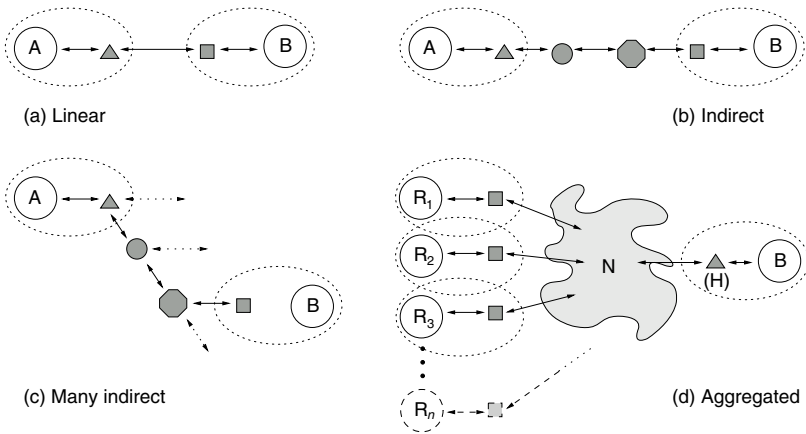 A B A B
(a) Linear (b) Indirect
A R1
R2 N B
(H)
B R3
(c) Many indirect (d) Aggregated
Rn